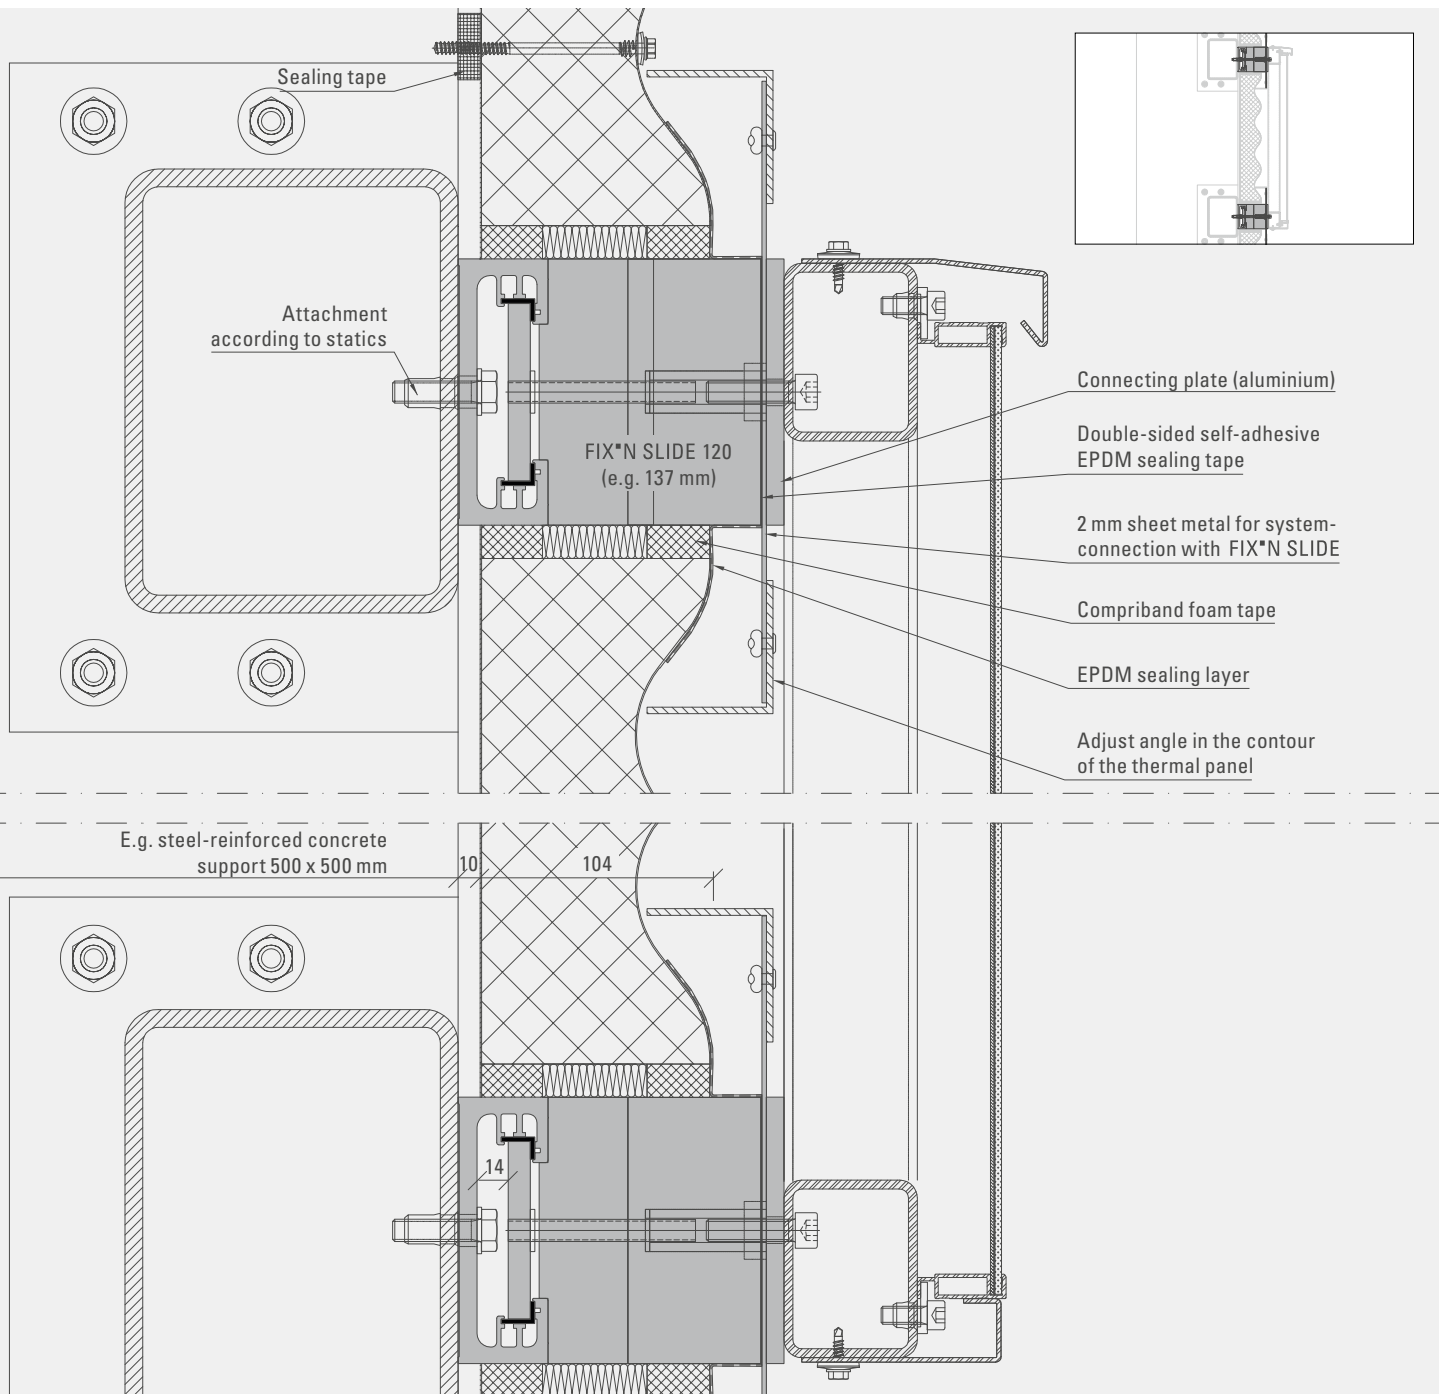 Sealing tape
Attachment
according to statics
FIX■N SLIDE 120
(e.g. 137 mm)
Connecting plate (aluminium)
Double-sided self-adhesive
EPDM sealing tape
2 mm sheet metal for system-
connection with FIX■N SLIDE
Compriband foam tape
EPDM sealing layer
Adjust angle in the contour
of the thermal panel
E.g. steel-reinforced concrete
support 500 x 500 mm
10
104
14